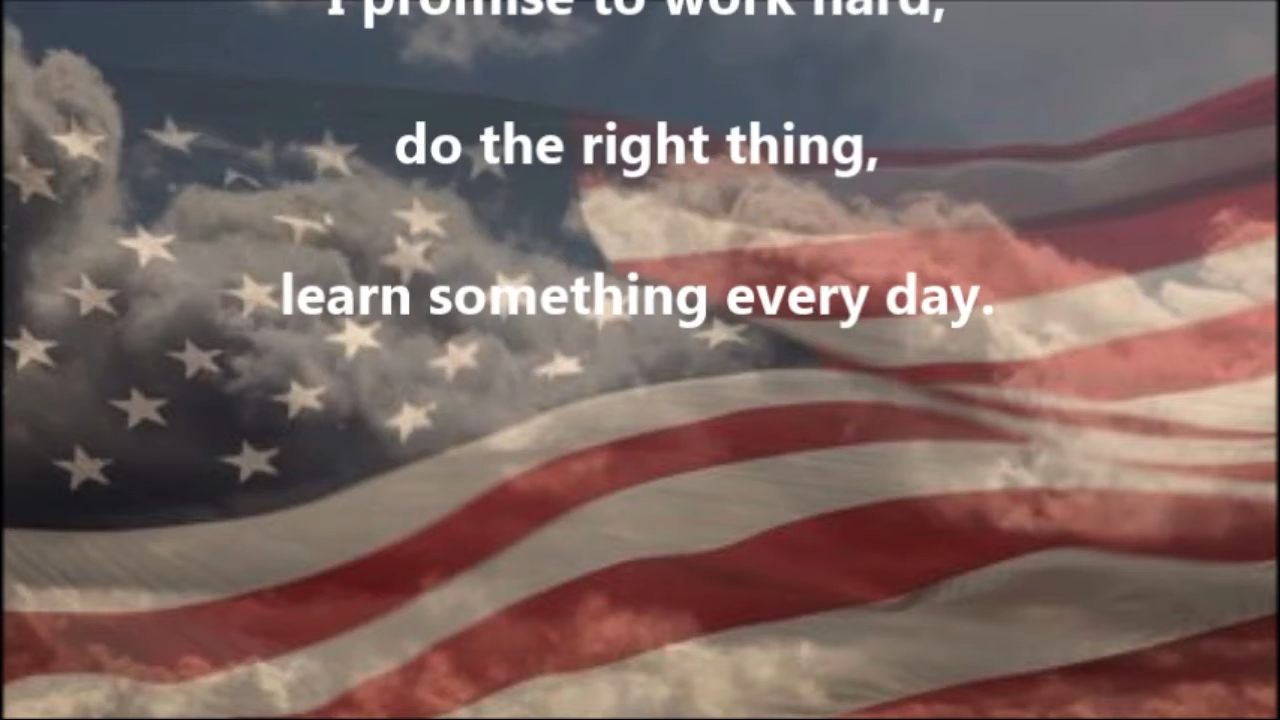 I promise to work hard,
do the right thing,
learn something every day.